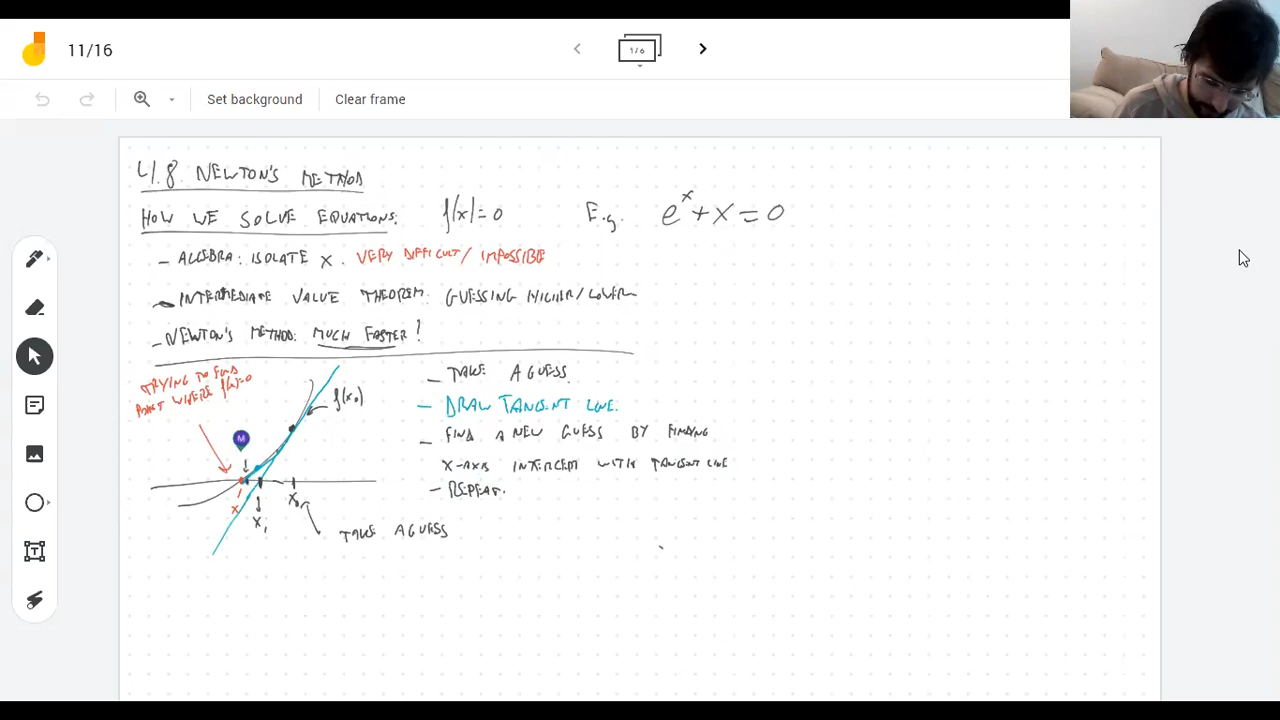 11/16
1/6
Set background
Clear frame
4.8 NEWTON'S METHOD
HOW WE SOLVE EQUATIONS: f(x)=0 E.g. e^x + x = 0
- ALGEBRA: ISOLATE X. VERY DIFFICULT/IMPOSSIBLE
- INTERMEDIATE VALUE THEOREM: GUESSING HIGHER/LOWER
- NEWTON'S METHOD: MUCH FASTER!
TRYING TO FIND
POINT WHERE f(x)=0
f(x₀)
M
X
X₁
X₀
TAKE A GUESS
- TAKE A GUESS.
- DRAW TANGENT LINE.
- FIND A NEW GUESS BY FINDING
X-AXIS INTERCEPT WITH TANGENT LINE
- REPEAT.